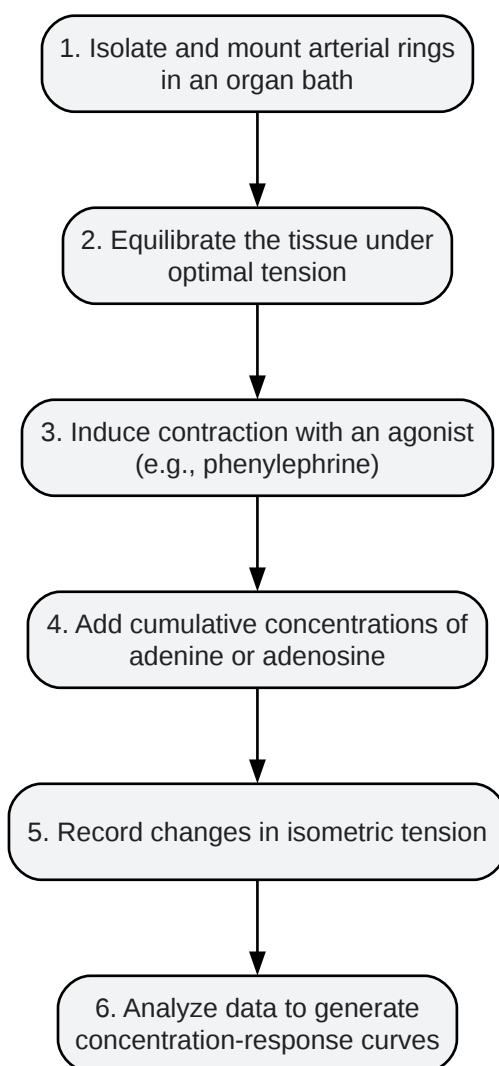 1. Isolate and mount arterial rings
in an organ bath
2. Equilibrate the tissue under
optimal tension
3. Induce contraction with an agonist
(e.g., phenylephrine)
4. Add cumulative concentrations of
adenine or adenosine
5. Record changes in isometric tension
6. Analyze data to generate
concentration-response curves